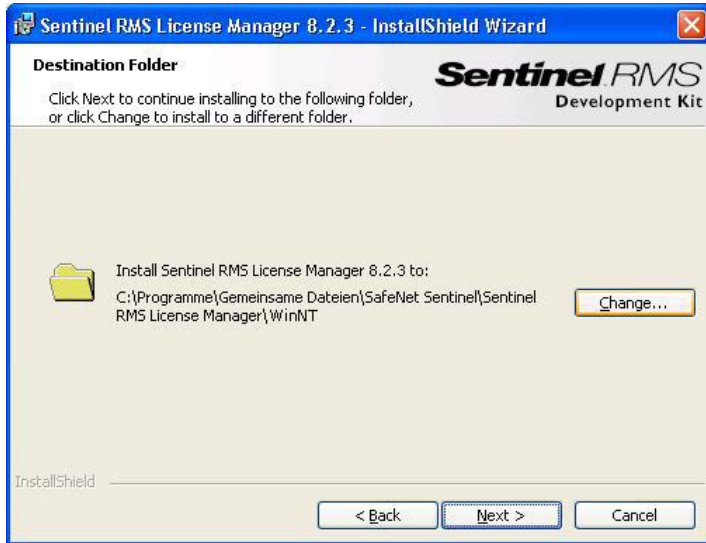 Sentinel RMS License Manager 8.2.3 - InstallShield Wizard
Destination Folder
Click Next to continue installing to the following folder,
or click Change to install to a different folder.
Sentinel.RMS
Development Kit
Install Sentinel RMS License Manager 8.2.3 to:
C:\Programme\Gemeinsame Dateien\SafeNet Sentinel\Sentinel
RMS License Manager\WinNT
Change...
InstallShield
< Back
Next >
Cancel